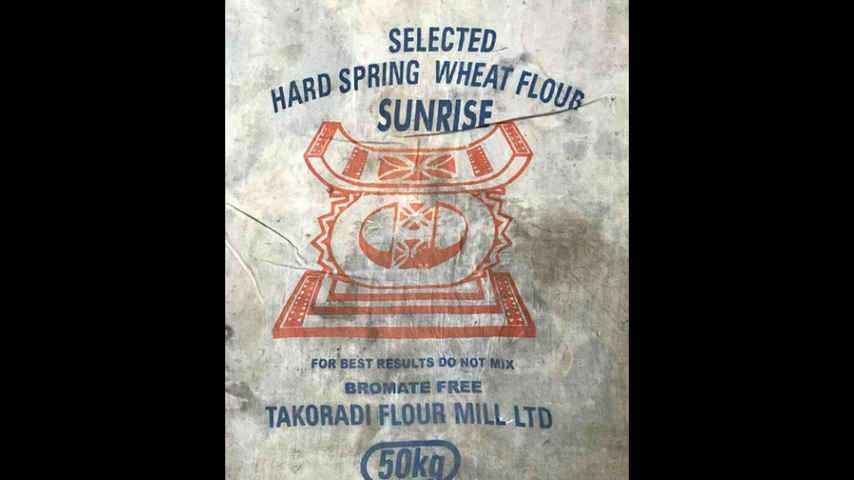 SELECTED
HARD SPRING WHEAT FLOUR
SUNRISE
FOR BEST RESULTS DO NOT MIX
BROMATE FREE
TAKORADI FLOUR MILL LTD
50kg